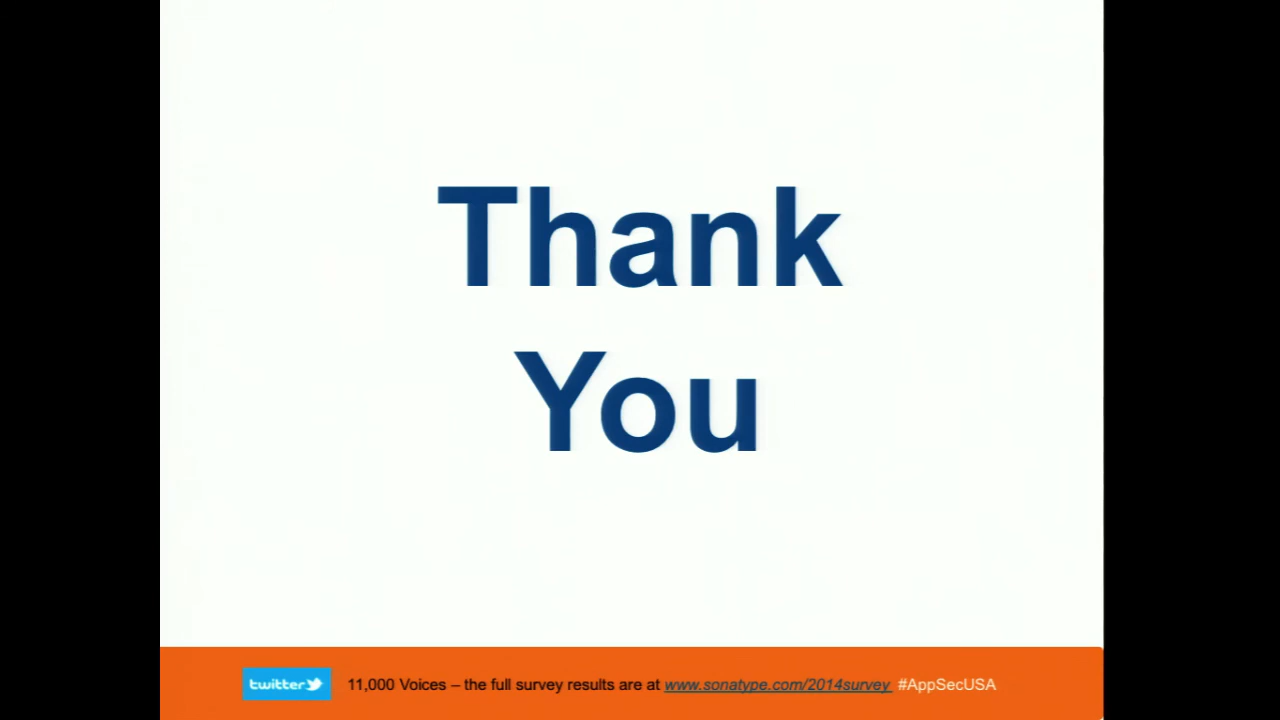 Thank
You
twitter 11,000 Voices – the full survey results are at www.sonatype.com/2014survey #AppSecUSA